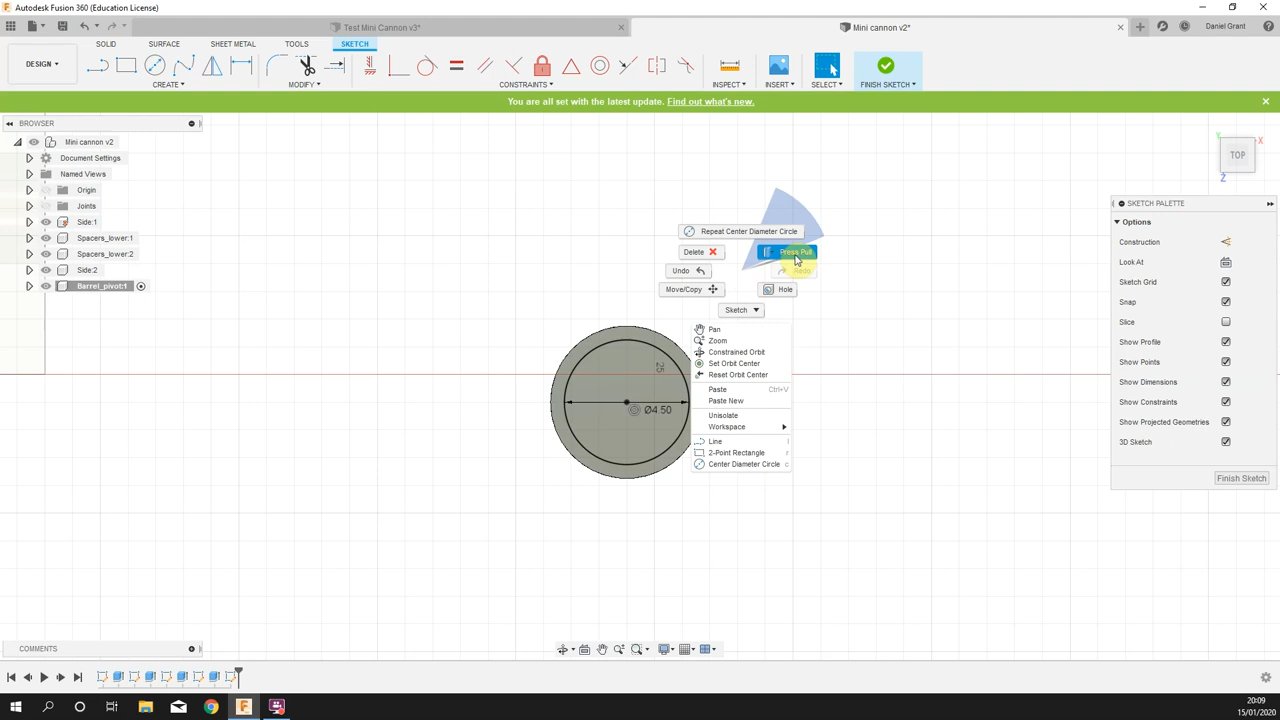 Autodesk Fusion 360 (Education License)
Test Mini Cannon v3*
Mini cannon v2*
Daniel Grant
DESIGN
SOLID
SURFACE
SHEET METAL
TOOLS
SKETCH
CREATE
MODIFY
CONSTRAINTS
INSPECT
INSERT
SELECT
FINISH SKETCH
You are all set with the latest update. Find out what's new.
BROWSER
Mini cannon v2
Document Settings
Named Views
Origin
Joints
Side:1
Spacers_lower:1
Spacers_lower:2
Side:2
Barrel_pivot:1
Y
X
TOP
Z
Repeat Center Diameter Circle
Delete
Press Pull
Undo
Redo
Move/Copy
Hole
Sketch
Pan
Zoom
Constrained Orbit
Set Orbit Center
Reset Orbit Center
Paste Ctrl+V
Paste New
Unisolate
Workspace
Line l
2-Point Rectangle r
Center Diameter Circle c
25
Ø4.50
SKETCH PALETTE
Options
Construction
Look At
Sketch Grid
Snap
Slice
Show Profile
Show Points
Show Dimensions
Show Constraints
Show Projected Geometries
3D Sketch
Finish Sketch
COMMENTS
20:09
15/01/2020